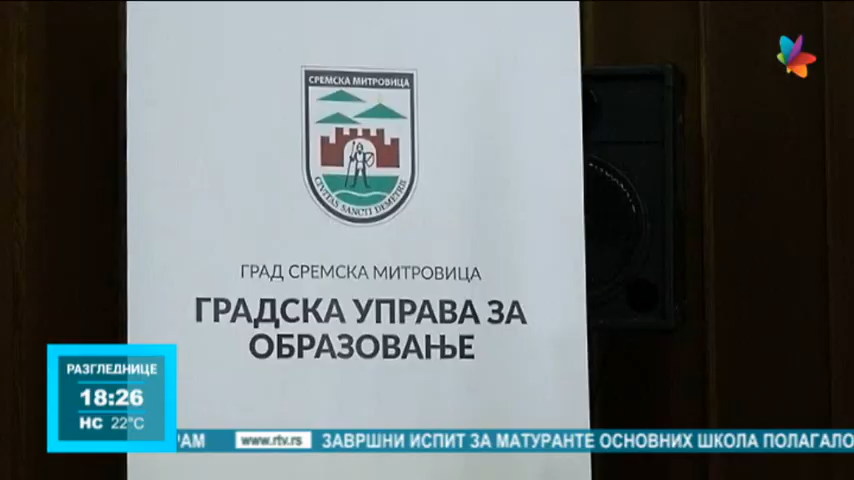 СРЕМСКА МИТРОВИЦА
CIVITAS SANCTI DEMETRII
ГРАД СРЕМСКА МИТРОВИЦА
ГРАДСКА УПРАВА ЗА
ОБРАЗОВАЊЕ
РАЗГЛЕДНИЦЕ
18:26
НС 22°C
РАМ www.rtv.rs ЗАВРШНИ ИСПИТ ЗА МАТУРАНТЕ ОСНОВНИХ ШКОЛА ПОЛАГАЛО